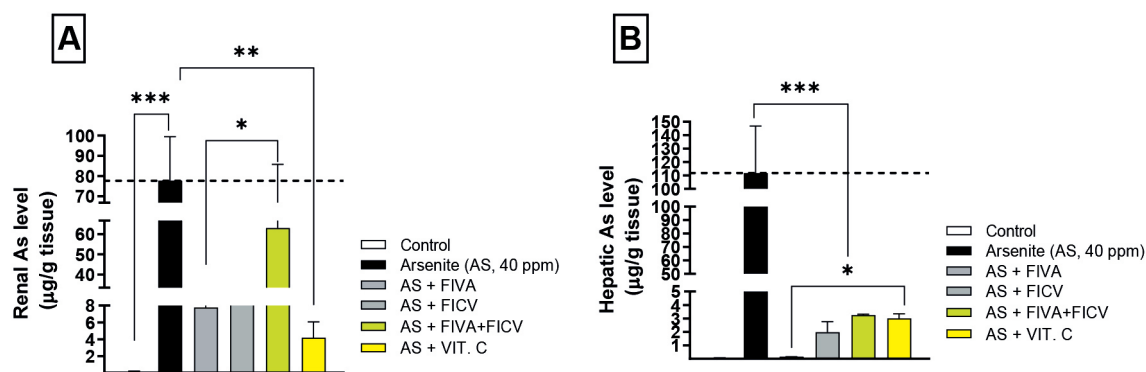 A
**
***
*
Renal As level
(µg/g tissue)
100
90
80
70
60
50
40
8
6
4
2
Control
Arsenite (AS, 40 ppm)
AS + FIVA
AS + FICV
AS + FIVA+FICV
AS + VIT. C
B
***
*
Hepatic As level
(µg/g tissue)
150
140
130
120
110
100
100
90
80
70
60
50
5
4
3
2
1
Control
Arsenite (AS, 40 ppm)
AS + FIVA
AS + FICV
AS + FIVA+FICV
AS + VIT. C